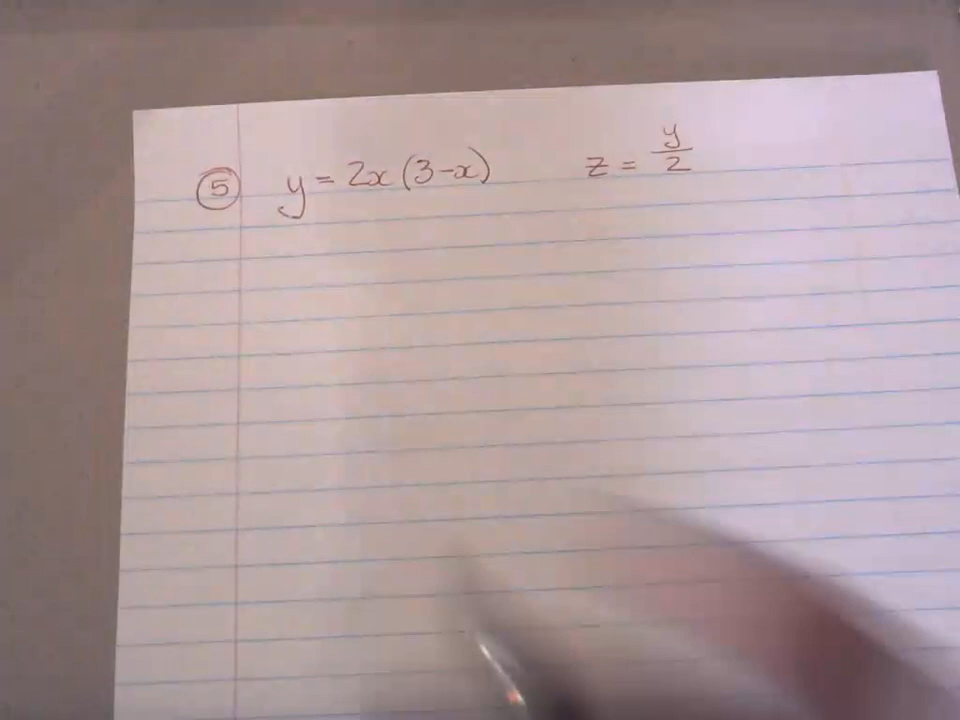 ⑤ y = 2x (3-x) z = y/2